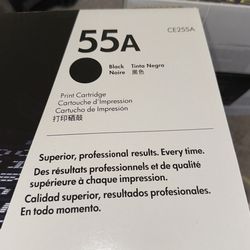 55A
CE255A
Black Tinta Negra
Noire 黑色
Print Cartridge
Cartouche d'Impression
Cartucho de Impresión
打印硒鼓
Superior, professional results. Every time.
Des résultats professionnels et de qualité
supérieure à chaque impression.
Calidad superior, resultados profesionales.
En todo momento.